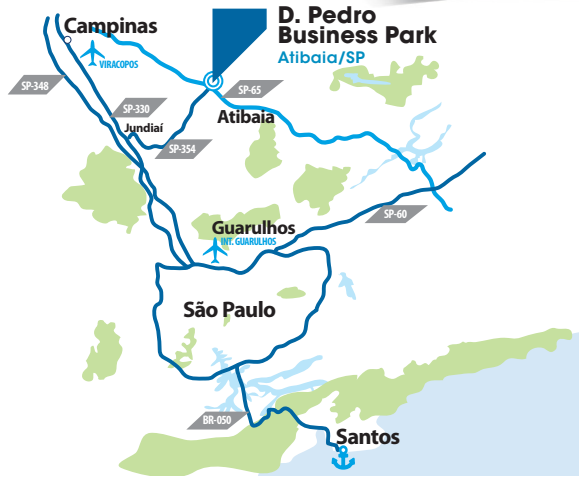 D. Pedro
Business Park
Atibaia/SP
Campinas
VIRACOPOS
SP-348
SP-330
SP-65
Jundiaí
Atibaia
SP-354
SP-60
Guarulhos
INT. GUARULHOS
São Paulo
BR-050
Santos